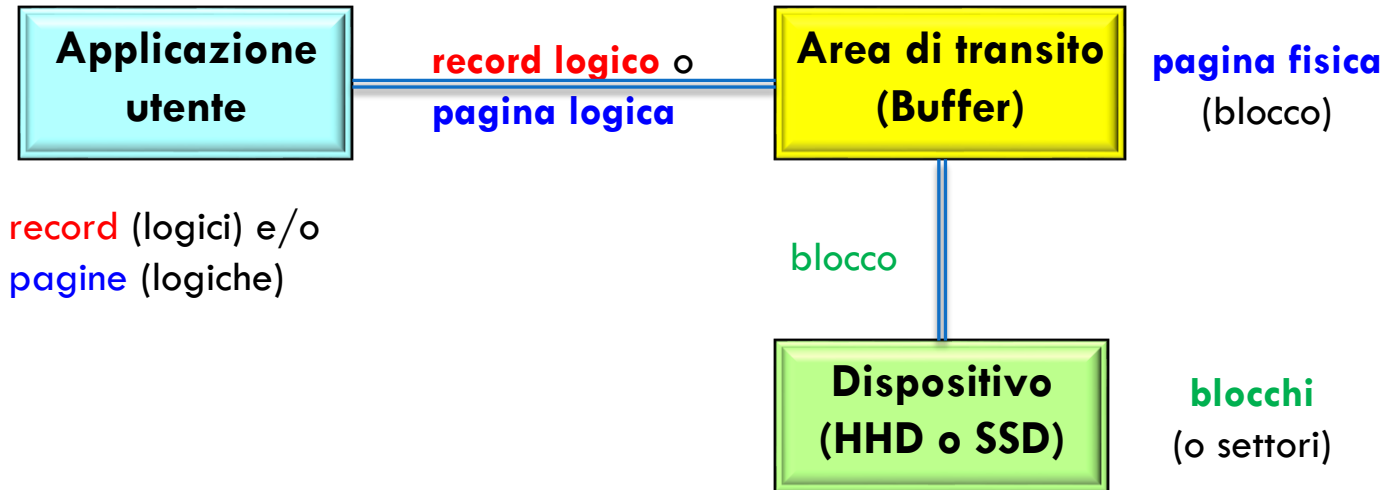 Applicazione
utente
record logico o
pagina logica
Area di transito
(Buffer)
pagina fisica
(blocco)
record (logici) e/o
pagine (logiche)
blocco
Dispositivo
(HHD o SSD)
blocchi
(o settori)